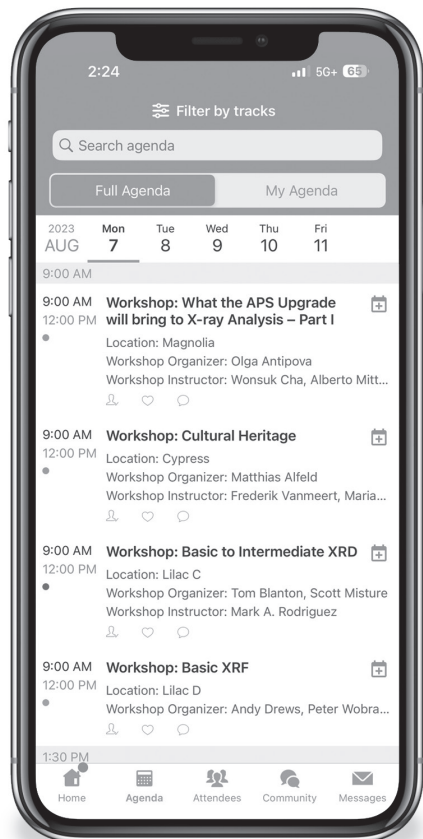 2:24
5G+ 65
Filter by tracks
Search agenda
Full Agenda
My Agenda
2023 Mon Tue Wed Thu Fri
AUG 7 8 9 10 11
9:00 AM
9:00 AM Workshop: What the APS Upgrade
12:00 PM will bring to X-ray Analysis – Part I
Location: Magnolia
Workshop Organizer: Olga Antipova
Workshop Instructor: Wonsuk Cha, Alberto Mitt...
9:00 AM Workshop: Cultural Heritage
12:00 PM
Location: Cypress
Workshop Organizer: Matthias Alfeld
Workshop Instructor: Frederik Vanmeert, Maria...
9:00 AM Workshop: Basic to Intermediate XRD
12:00 PM
Location: Lilac C
Workshop Organizer: Tom Blanton, Scott Misture
Workshop Instructor: Mark A. Rodriguez
9:00 AM Workshop: Basic XRF
12:00 PM
Location: Lilac D
Workshop Organizer: Andy Drews, Peter Wobra...
1:30 PM
Home Agenda Attendees Community Messages